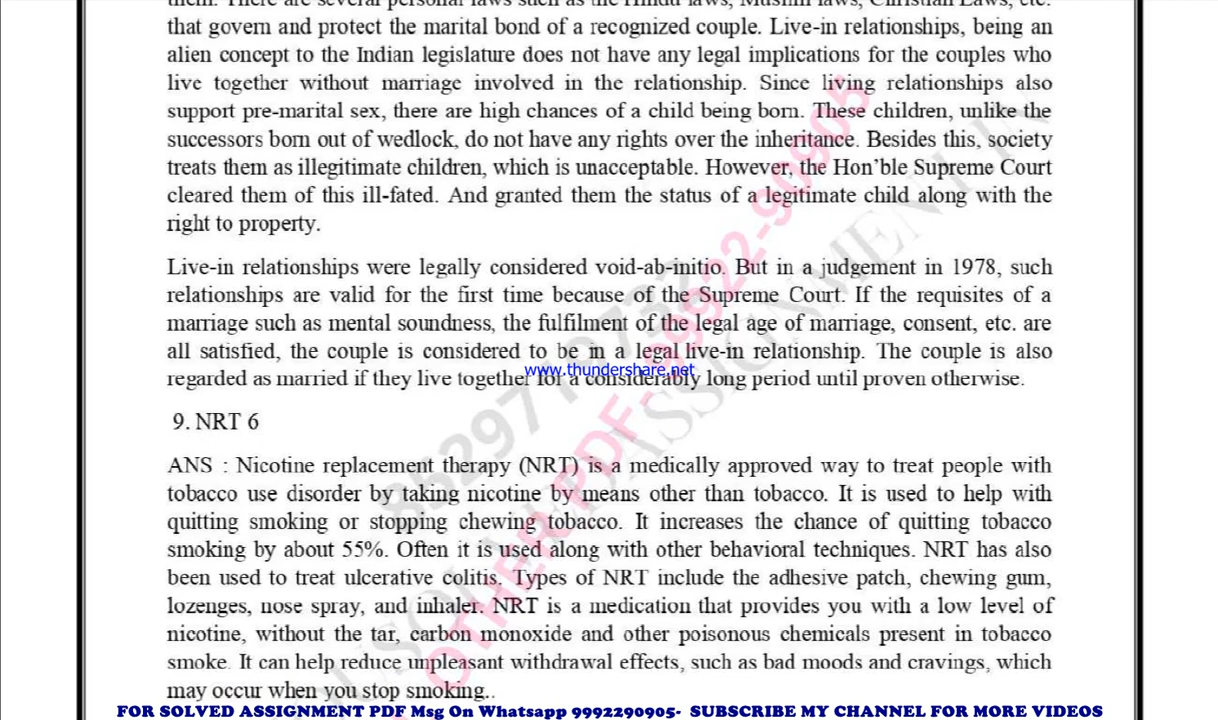 them. There are several personal laws such as the Hindu laws, Muslim laws, Christian Laws, etc.
that govern and protect the marital bond of a recognized couple. Live-in relationships, being an
alien concept to the Indian legislature does not have any legal implications for the couples who
live together without marriage involved in the relationship. Since living relationships also
support pre-marital sex, there are high chances of a child being born. These children, unlike the
successors born out of wedlock, do not have any rights over the inheritance. Besides this, society
treats them as illegitimate children, which is unacceptable. However, the Hon’ble Supreme Court
cleared them of this ill-fated. And granted them the status of a legitimate child along with the
right to property.
Live-in relationships were legally considered void-ab-initio. But in a judgement in 1978, such
relationships are valid for the first time because of the Supreme Court. If the requisites of a
marriage such as mental soundness, the fulfilment of the legal age of marriage, consent, etc. are
all satisfied, the couple is considered to be in a legal live-in relationship. The couple is also
www.thundershare.net
regarded as married if they live together for a considerably long period until proven otherwise.
9. NRT 6
ANS : Nicotine replacement therapy (NRT) is a medically approved way to treat people with
tobacco use disorder by taking nicotine by means other than tobacco. It is used to help with
quitting smoking or stopping chewing tobacco. It increases the chance of quitting tobacco
smoking by about 55%. Often it is used along with other behavioral techniques. NRT has also
been used to treat ulcerative colitis. Types of NRT include the adhesive patch, chewing gum,
lozenges, nose spray, and inhaler. NRT is a medication that provides you with a low level of
nicotine, without the tar, carbon monoxide and other poisonous chemicals present in tobacco
smoke. It can help reduce unpleasant withdrawal effects, such as bad moods and cravings, which
may occur when you stop smoking..
FOR SOLVED ASSIGNMENT PDF Msg On Whatsapp 9992290905- SUBSCRIBE MY CHANNEL FOR MORE VIDEOS